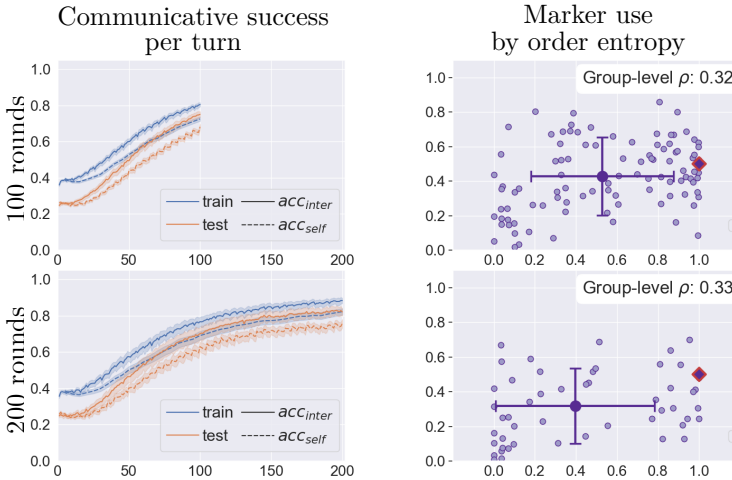 Communicative success
per turn
Marker use
by order entropy
100 rounds
1.0
0.8
0.6
0.4
0.2
0.0
train
test
acc_inter
acc_self
0 50 100 150 200
Group-level ρ: 0.32
1.0
0.8
0.6
0.4
0.2
0.0
0.0 0.2 0.4 0.6 0.8 1.0
200 rounds
1.0
0.8
0.6
0.4
0.2
0.0
train
test
acc_inter
acc_self
0 50 100 150 200
Group-level ρ: 0.33
1.0
0.8
0.6
0.4
0.2
0.0
0.0 0.2 0.4 0.6 0.8 1.0